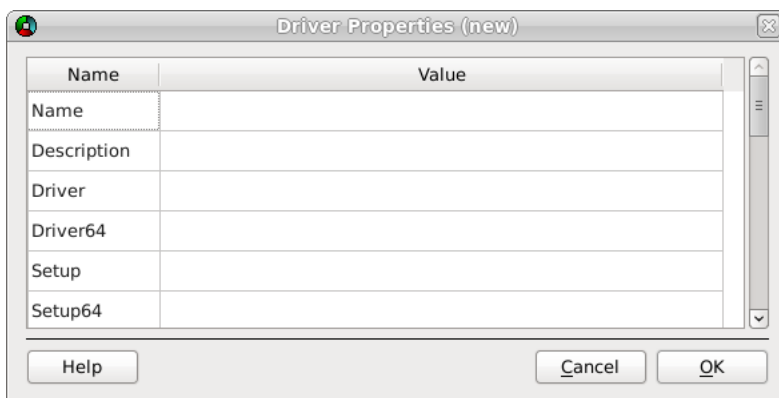 Driver Properties (new)
Name Value
Name
Description
Driver
Driver64
Setup
Setup64
Help Cancel OK